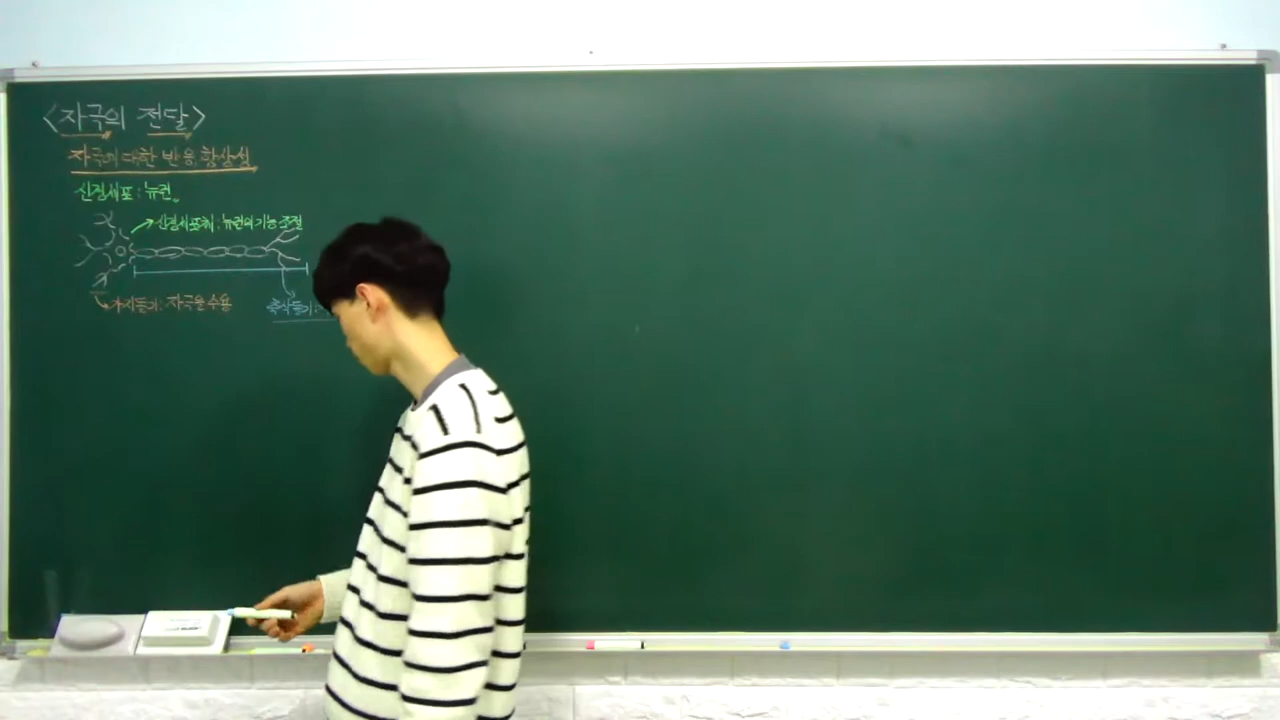 <자극의 전달>
자극에 대한 반응, 항상성
신경세포 : 뉴런
신경세포체 : 뉴런의 기능 조절
가지돌기 : 자극을 수용
축삭돌기 :